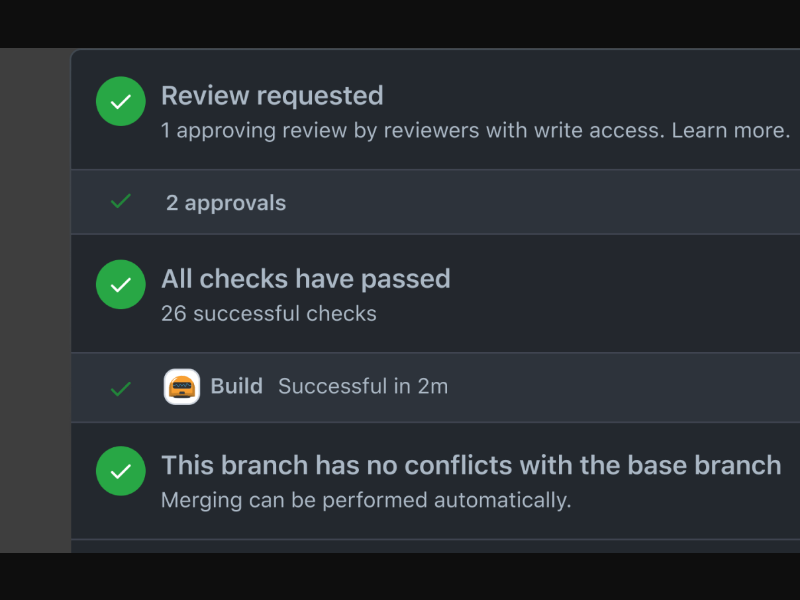 Review requested
1 approving review by reviewers with write access. Learn more.
2 approvals
All checks have passed
26 successful checks
Build Successful in 2m
This branch has no conflicts with the base branch
Merging can be performed automatically.